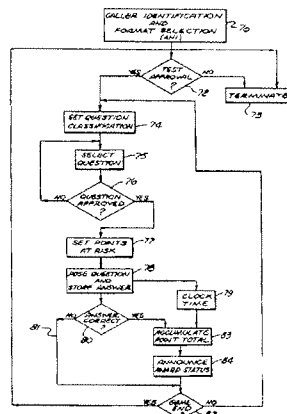 CALLER IDENTIFICATION
AND
FORMAT SELECTION
(ANI)
70
YES
TEST
APPROVAL
?
NO
72
TERMINATE
73
SET QUESTION
CLASSIFICATION
74
SELECT
QUESTION
75
76
QUESTION
APPROVED
?
NO
YES
SET POINTS
AT RISK
77
78
POSE QUESTION
AND
STORE ANSWER
CLOCK
TIME
79
81
NO
ANSWER
CORRECT
?
YES
80
ACCUMULATE
POINT TOTAL
83
ANNOUNCE
AWARD STATUS
84
YES
GAME
END
?
NO